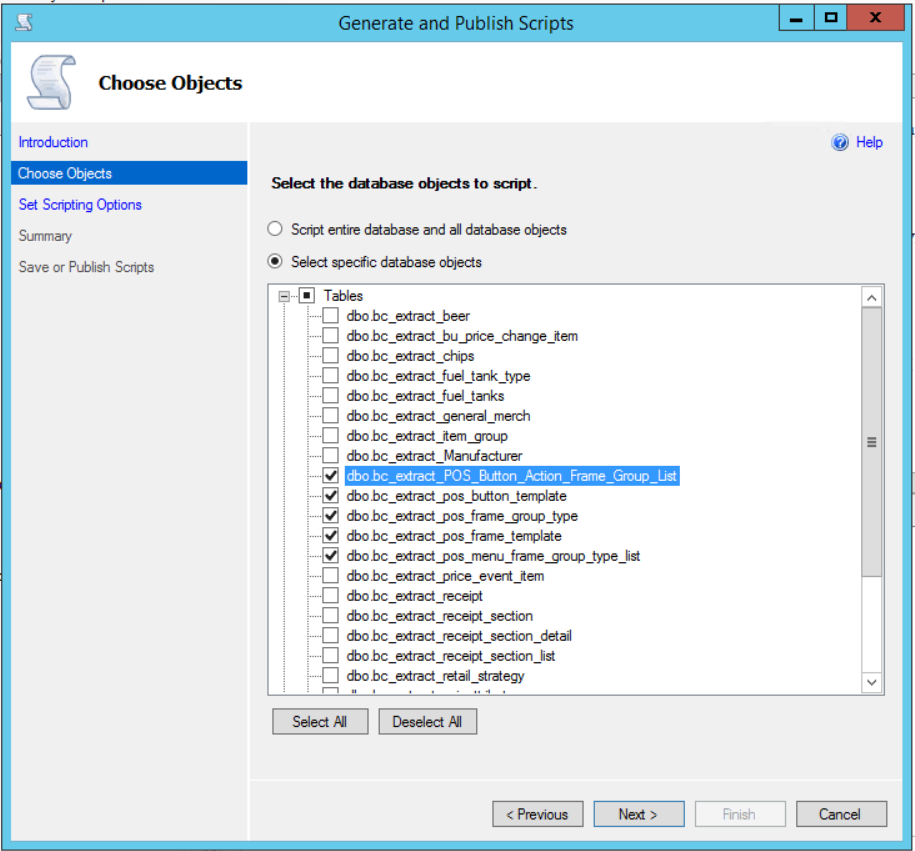 Generate and Publish Scripts
Choose Objects
Introduction
Help
Choose Objects
Select the database objects to script.
Set Scripting Options
Script entire database and all database objects
Summary
Select specific database objects
Save or Publish Scripts
Tables
dbo.bc_extract_beer
dbo.bc_extract_bu_price_change_item
dbo.bc_extract_chips
dbo.bc_extract_fuel_tank_type
dbo.bc_extract_fuel_tanks
dbo.bc_extract_general_merch
dbo.bc_extract_item_group
dbo.bc_extract_Manufacturer
dbo.bc_extract_POS_Button_Action_Frame_Group_List
dbo.bc_extract_pos_button_template
dbo.bc_extract_pos_frame_group_type
dbo.bc_extract_pos_frame_template
dbo.bc_extract_pos_menu_frame_group_type_list
dbo.bc_extract_price_event_item
dbo.bc_extract_receipt
dbo.bc_extract_receipt_section
dbo.bc_extract_receipt_section_detail
dbo.bc_extract_receipt_section_list
dbo.bc_extract_retail_strategy
Select All
Deselect All
< Previous
Next >
Finish
Cancel